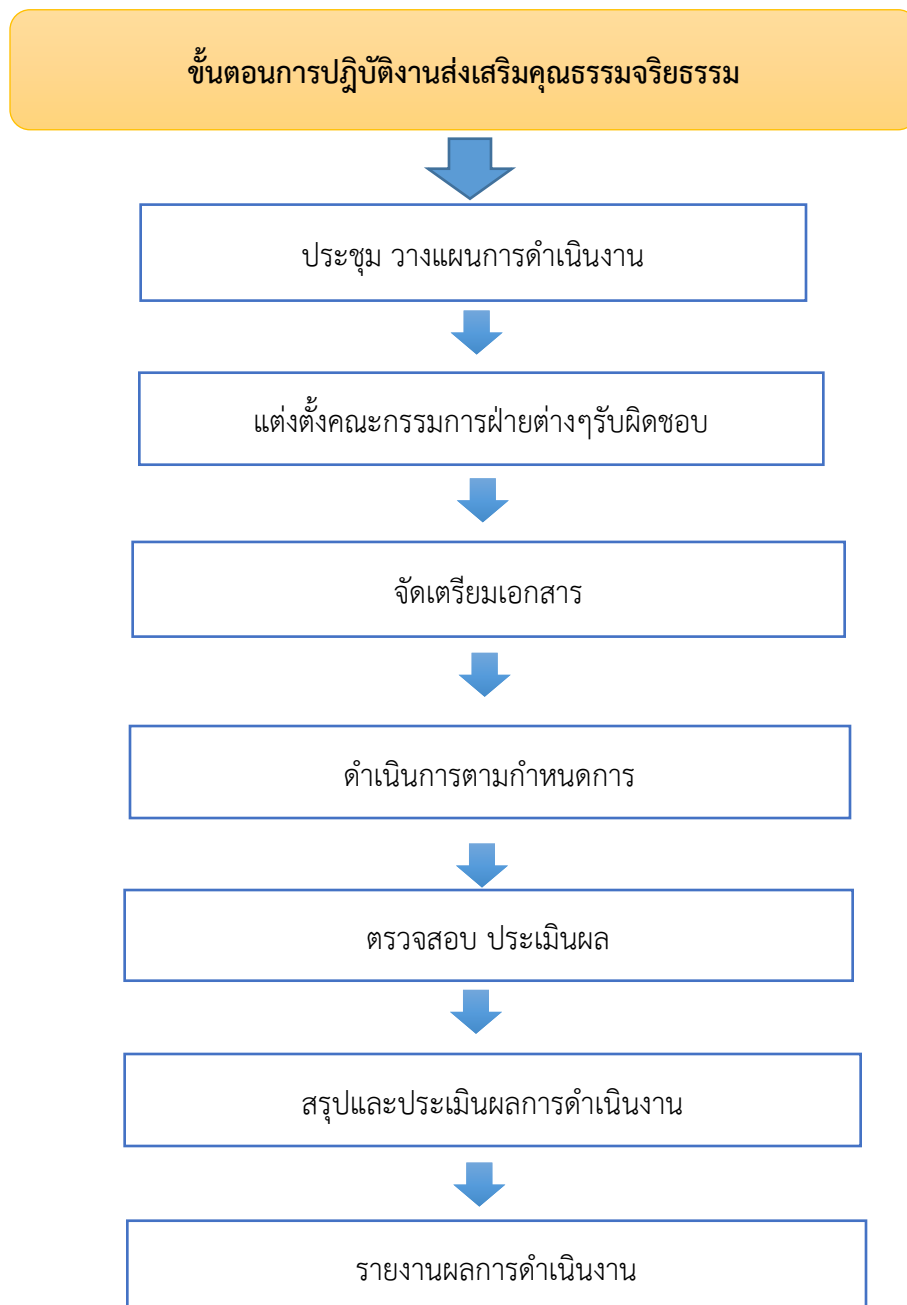 ขั้นตอนการปฎิบัติงานส่งเสริมคุณธรรมจริยธรรม
ประชุม วางแผนการดำเนินงาน
แต่งตั้งคณะกรรมการฝ่ายต่างๆรับผิดชอบ
จัดเตรียมเอกสาร
ดำเนินการตามกำหนดการ
ตรวจสอบ ประเมินผล
สรุปและประเมินผลการดำเนินงาน
รายงานผลการดำเนินงาน